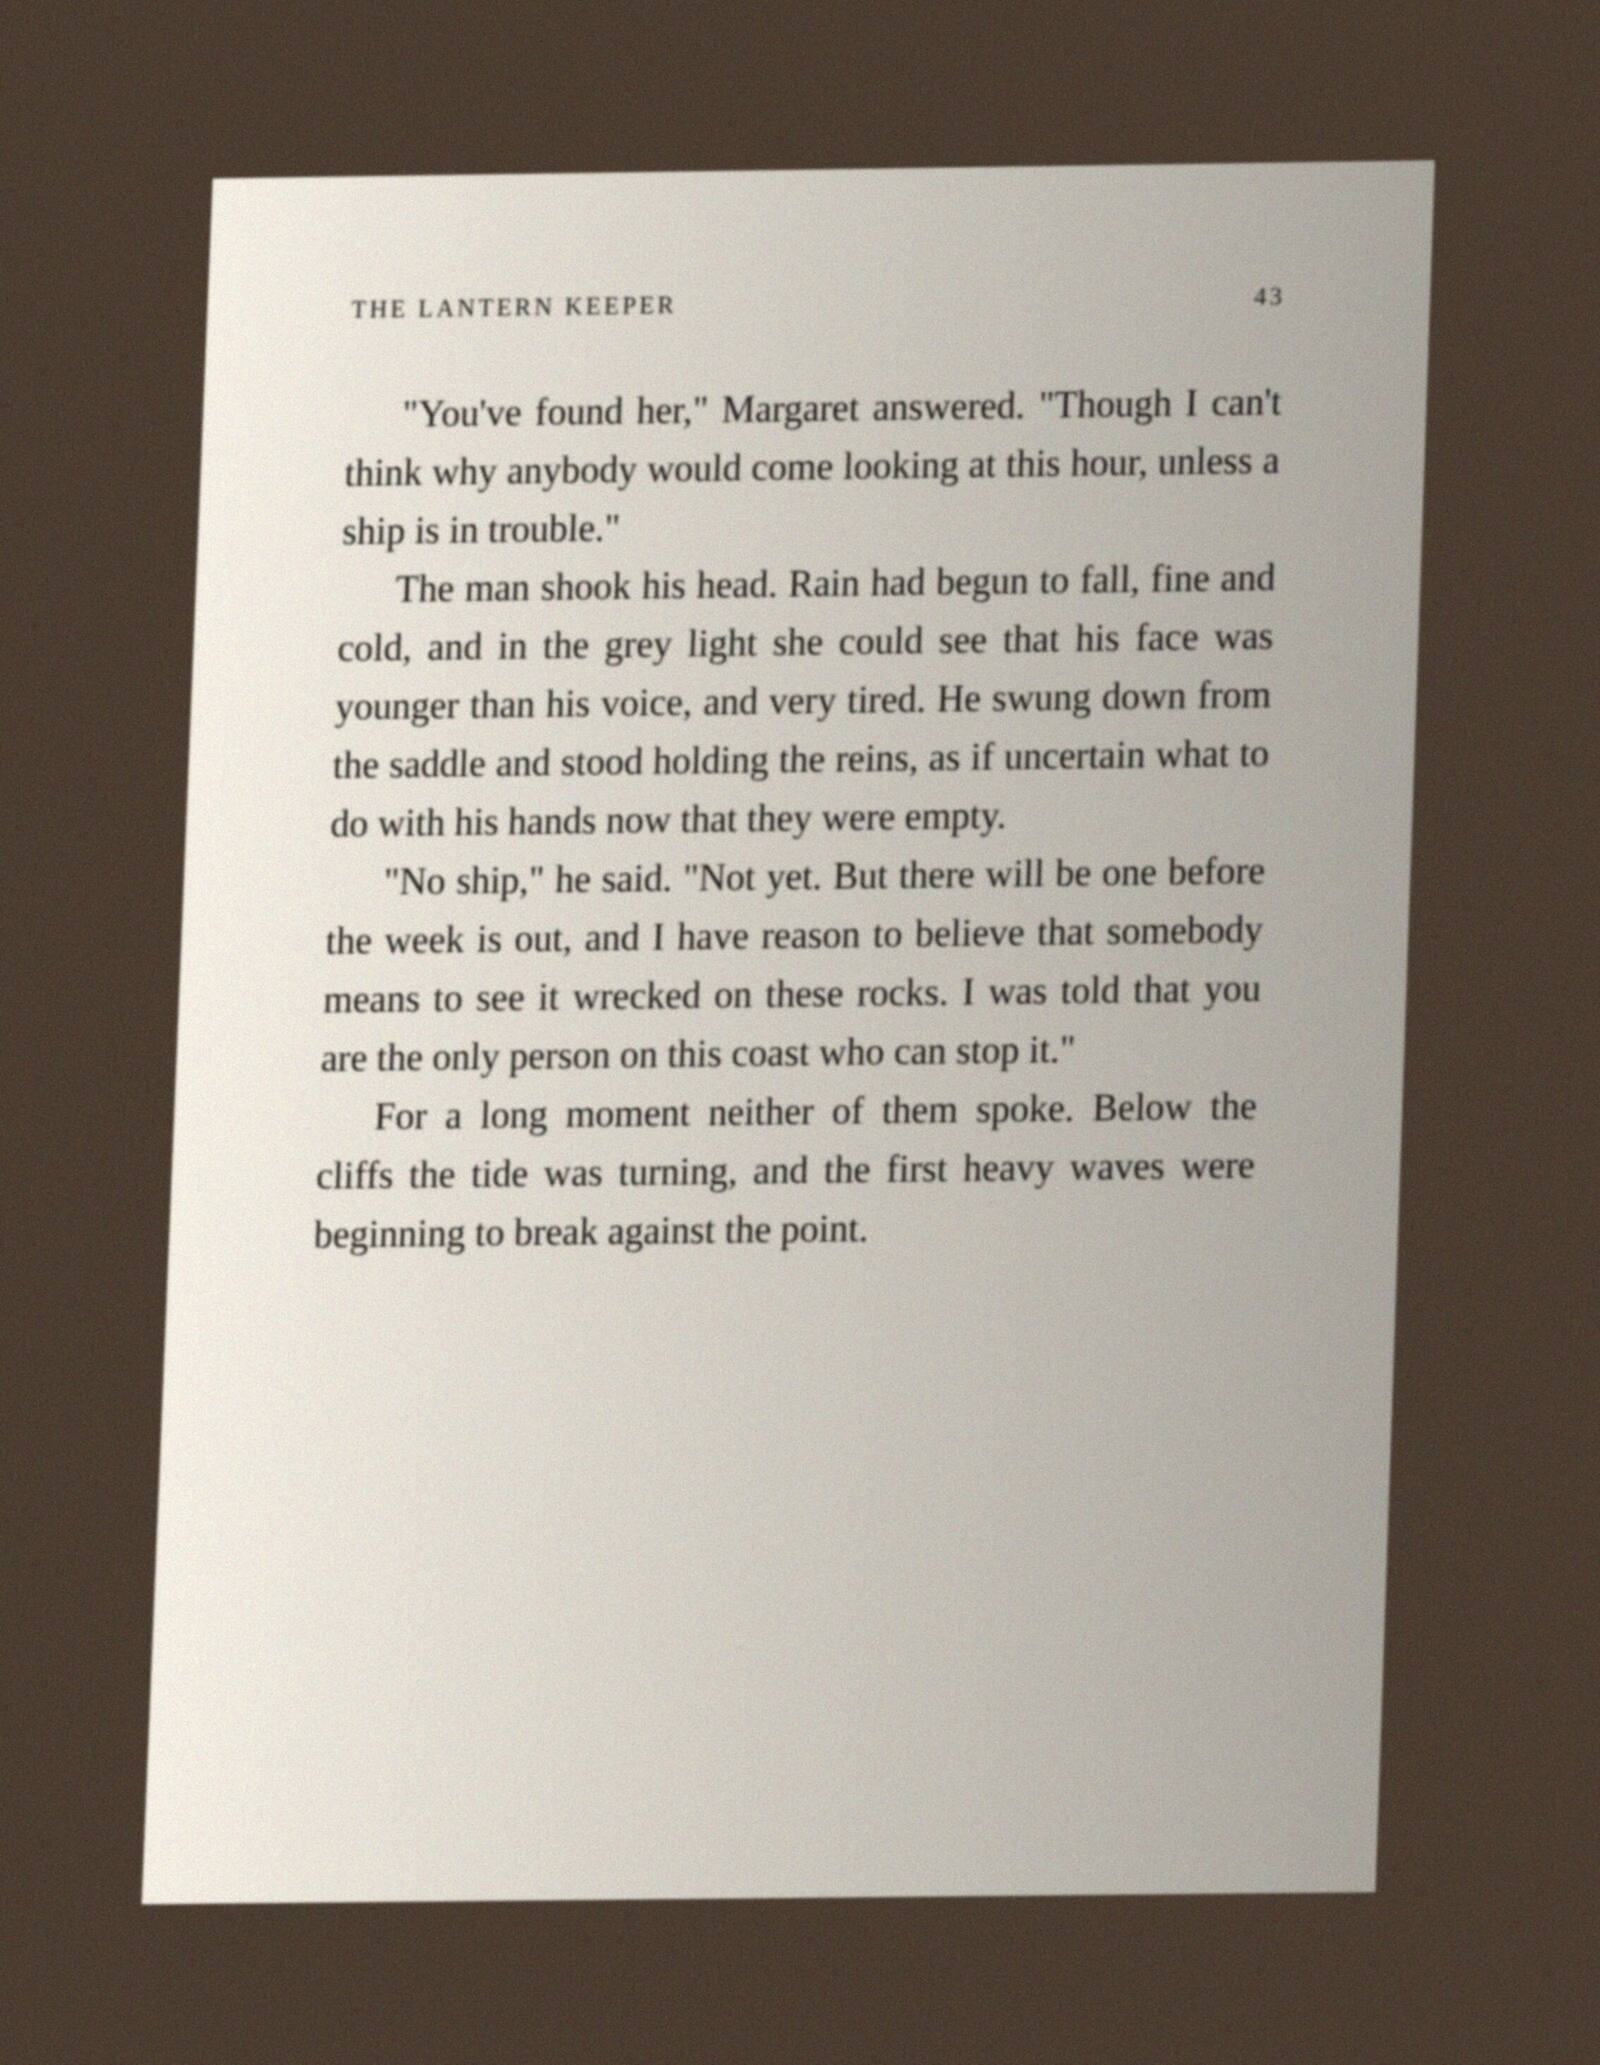 THE LANTERN KEEPER 43
"You've found her," Margaret answered. "Though I can't
think why anybody would come looking at this hour, unless a
ship is in trouble."
The man shook his head. Rain had begun to fall, fine and
cold, and in the grey light she could see that his face was
younger than his voice, and very tired. He swung down from
the saddle and stood holding the reins, as if uncertain what to
do with his hands now that they were empty.
"No ship," he said. "Not yet. But there will be one before
the week is out, and I have reason to believe that somebody
means to see it wrecked on these rocks. I was told that you
are the only person on this coast who can stop it."
For a long moment neither of them spoke. Below the
cliffs the tide was turning, and the first heavy waves were
beginning to break against the point.